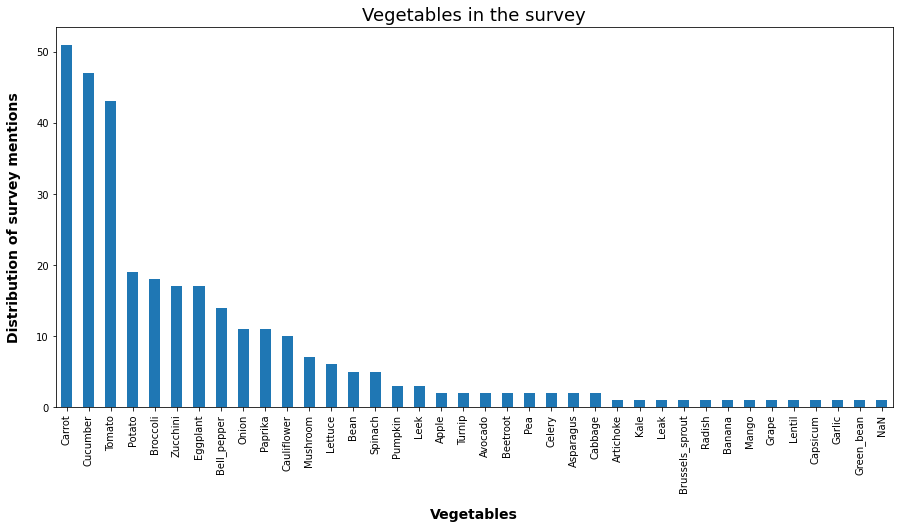 Vegetables in the survey
Distribution of survey mentions
50
40
30
20
10
0
Carrot
Cucumber
Tomato
Potato
Broccoli
Zucchini
Eggplant
Bell_pepper
Onion
Paprika
Cauliflower
Mushroom
Lettuce
Bean
Spinach
Pumpkin
Leek
Apple
Turnip
Avocado
Beetroot
Pea
Celery
Asparagus
Cabbage
Artichoke
Kale
Leak
Brussels_sprout
Radish
Banana
Mango
Grape
Lentil
Capsicum
Garlic
Green_bean
NaN
Vegetables